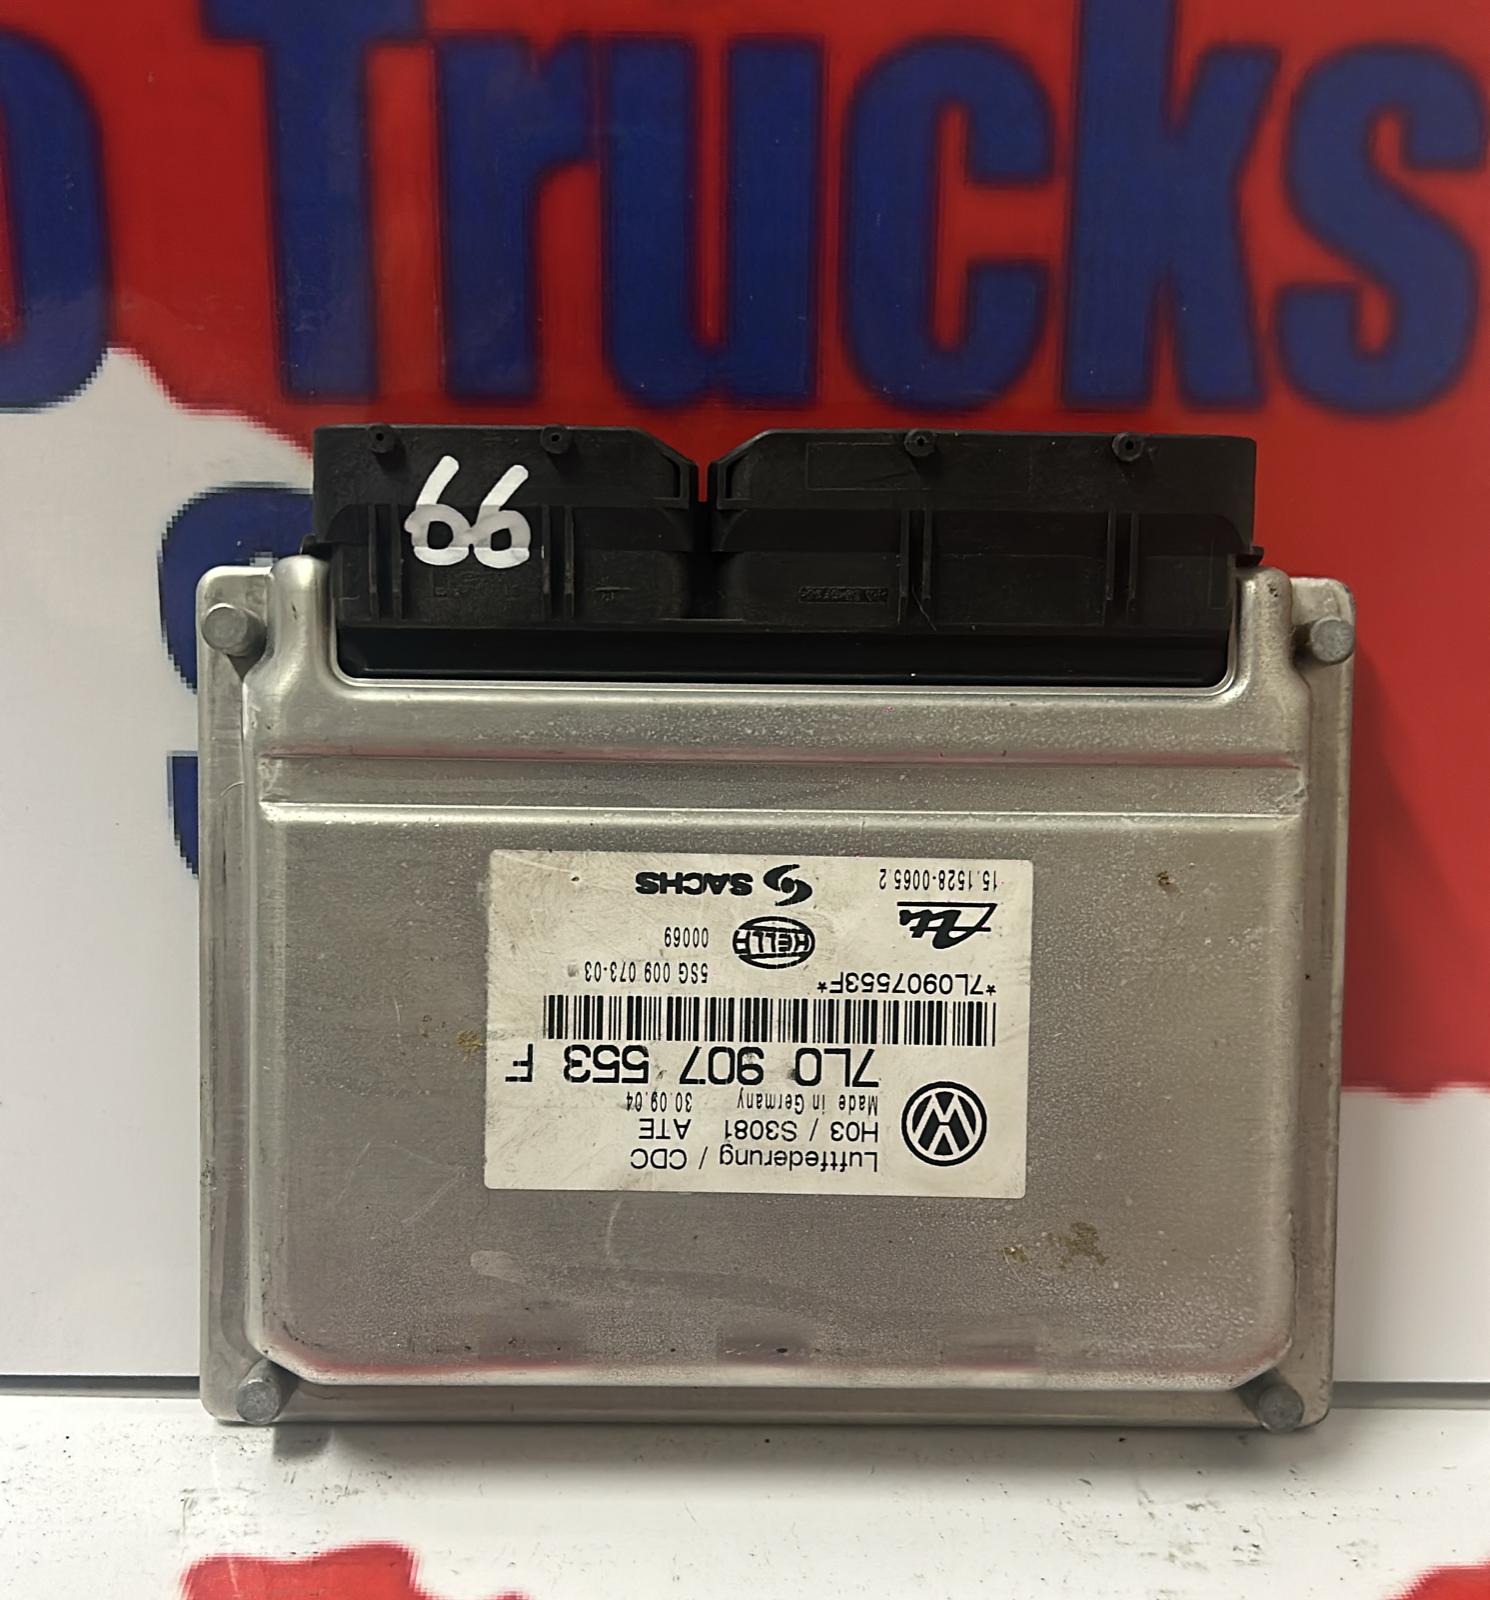 o Trucks
66
Luftfederung / CDC
H03 / S3081 ATE
Made in Germany 30.09.04
7L0 907 553 F
*7L0907553F*
5SG 009 073-03
HELLA 00069
Ate
15.1528-0065.2
SACHS